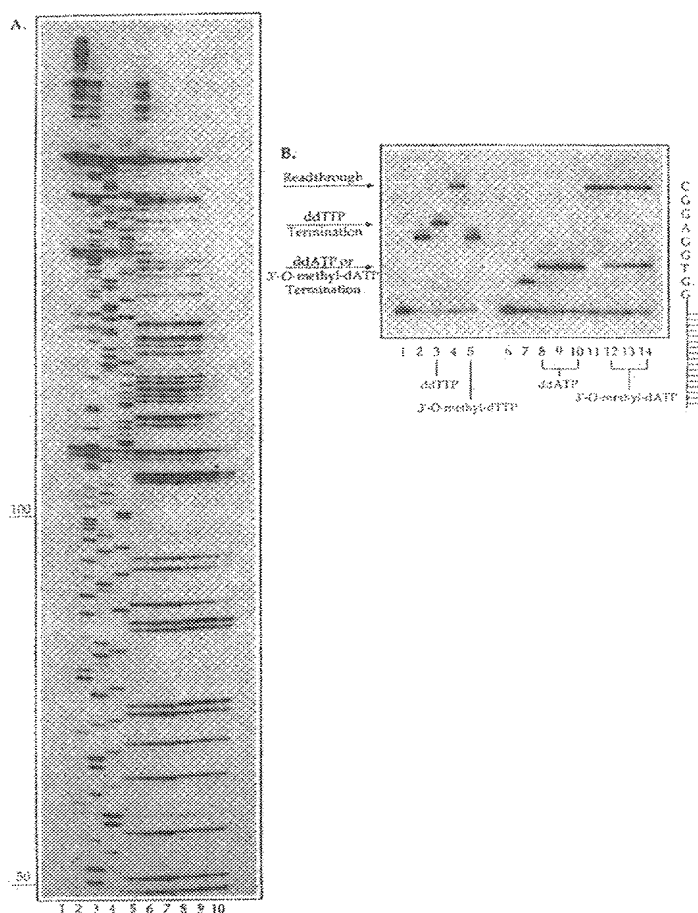 A.
100
50
1 2 3 4 5 6 7 8 9 10
B.
Readthrough
ddTTP
Termination
ddATP or
3'-O-methyl-dATP
Termination
1 2 3 4 5 6 7 8 9 10 11 12 13 14
ddTTP
ddATP
3'-O-methyl-dATP
3'-O-methyl-dTTP
C
G
G
A
G
G
T
G
G